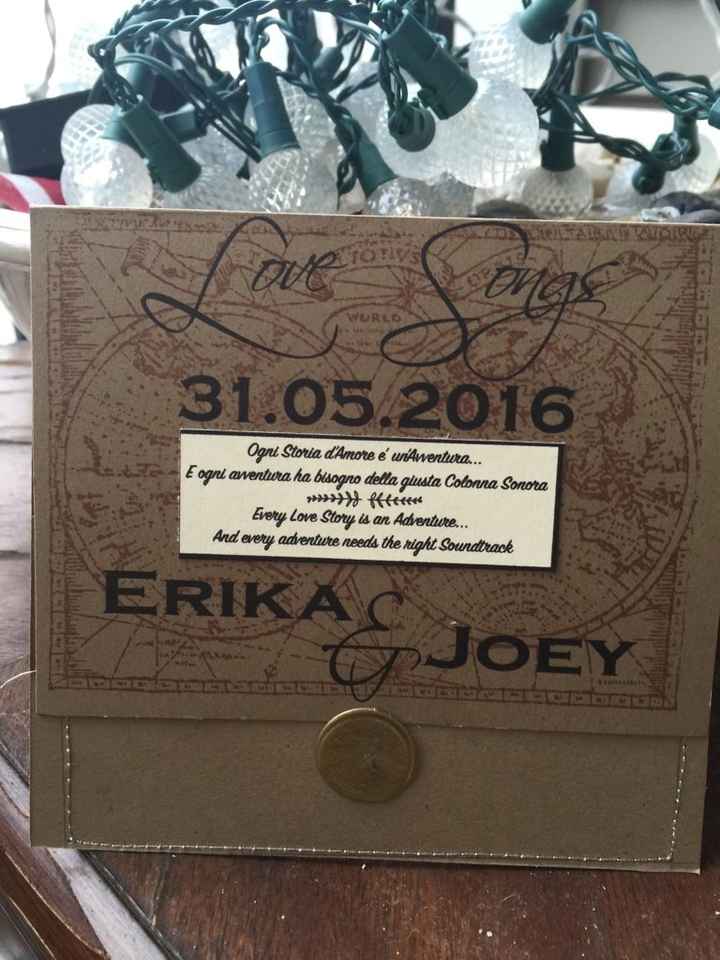 Love Songs
WORLD
31.05.2016
Ogni Storia d'Amore e' un'Avventura...
E ogni avventura ha bisogno della giusta Colonna Sonora
Every Love Story is an Adventure...
And every adventure needs the right Soundtrack
ERIKA
& JOEY